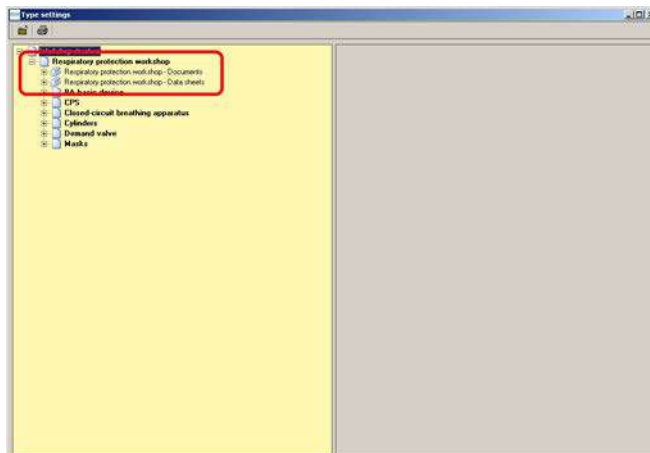 Type settings
Respiratory protection workshop
Respiratory protection workshop - Documents
Respiratory protection workshop - Data sheets
BA basic device
CPS
Closed-circuit breathing apparatus
Cylinders
Demand valve
Masks